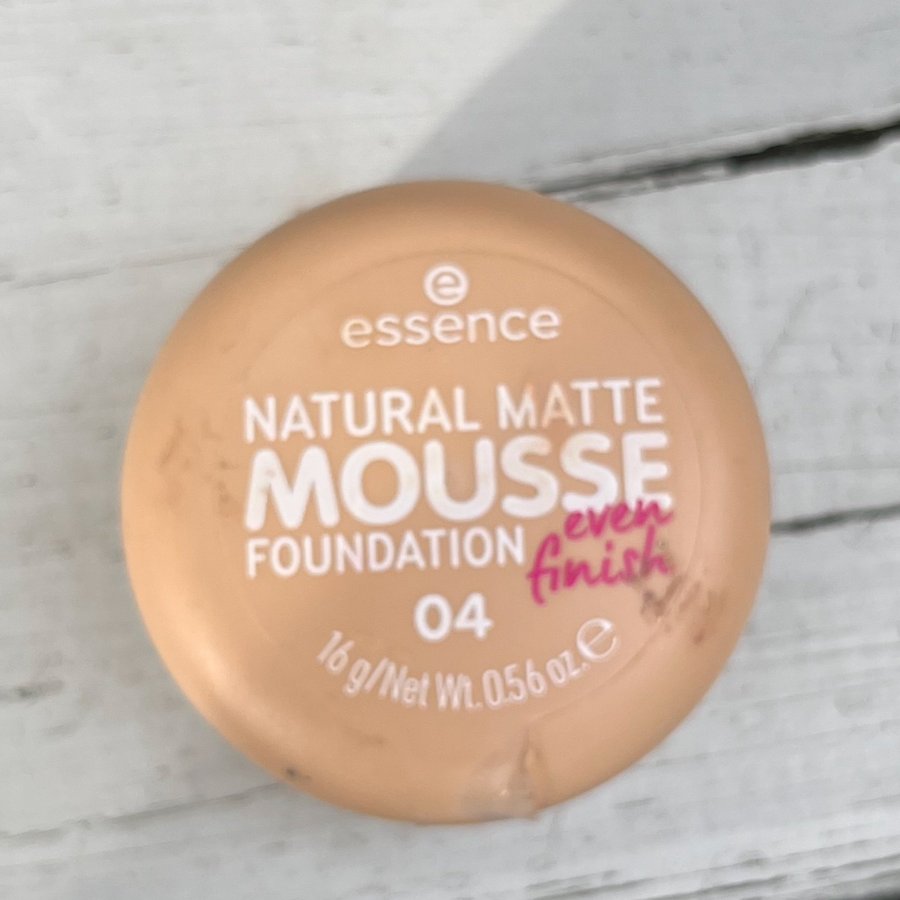 e
essence
NATURAL MATTE
MOUSSE
even
FOUNDATION finish
04
16 g/Net Wt. 0.56 oz. ℮